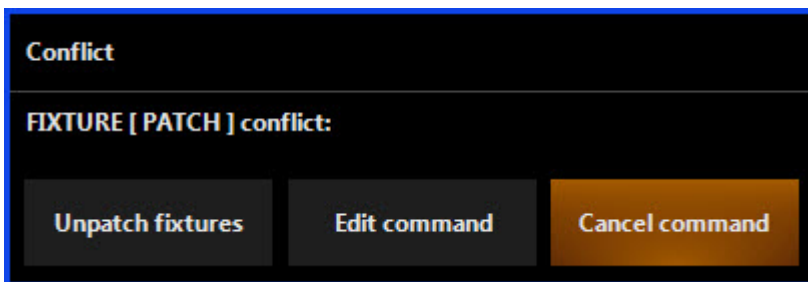 Conflict
FIXTURE [ PATCH ] conflict:
Unpatch fixtures Edit command Cancel command